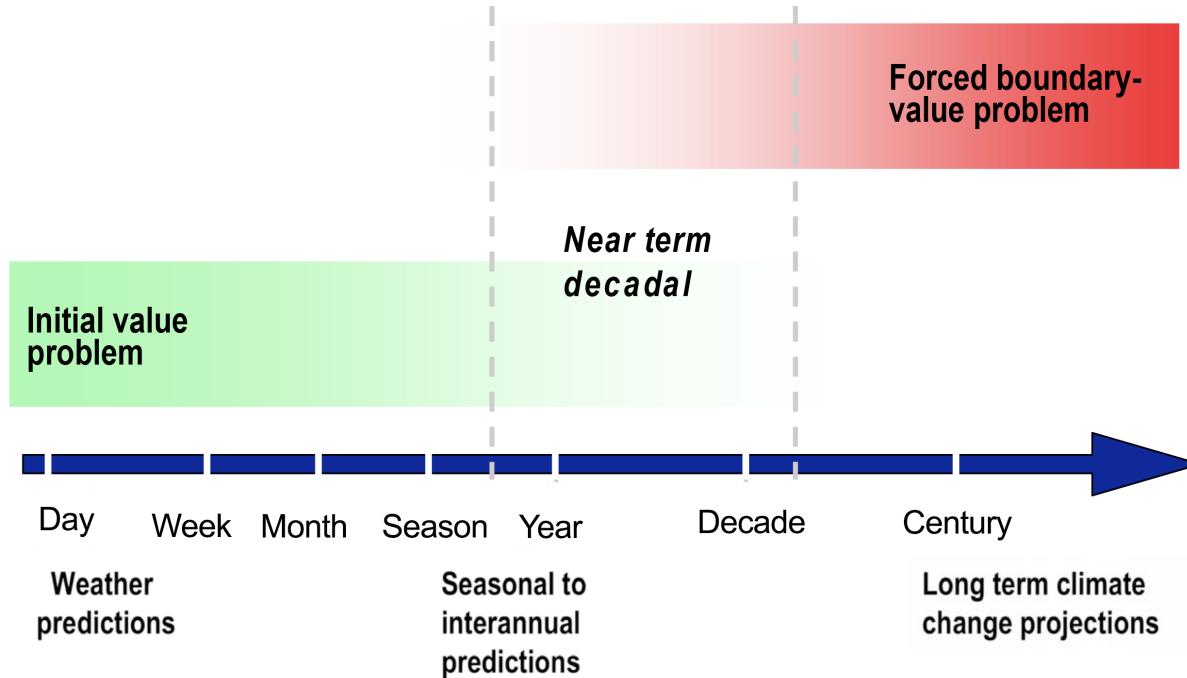 Forced boundary-
value problem
Near term
decadal
Initial value
problem
Day
Week
Month
Season
Year
Decade
Century
Weather
predictions
Seasonal to
interannual
predictions
Long term climate
change projections